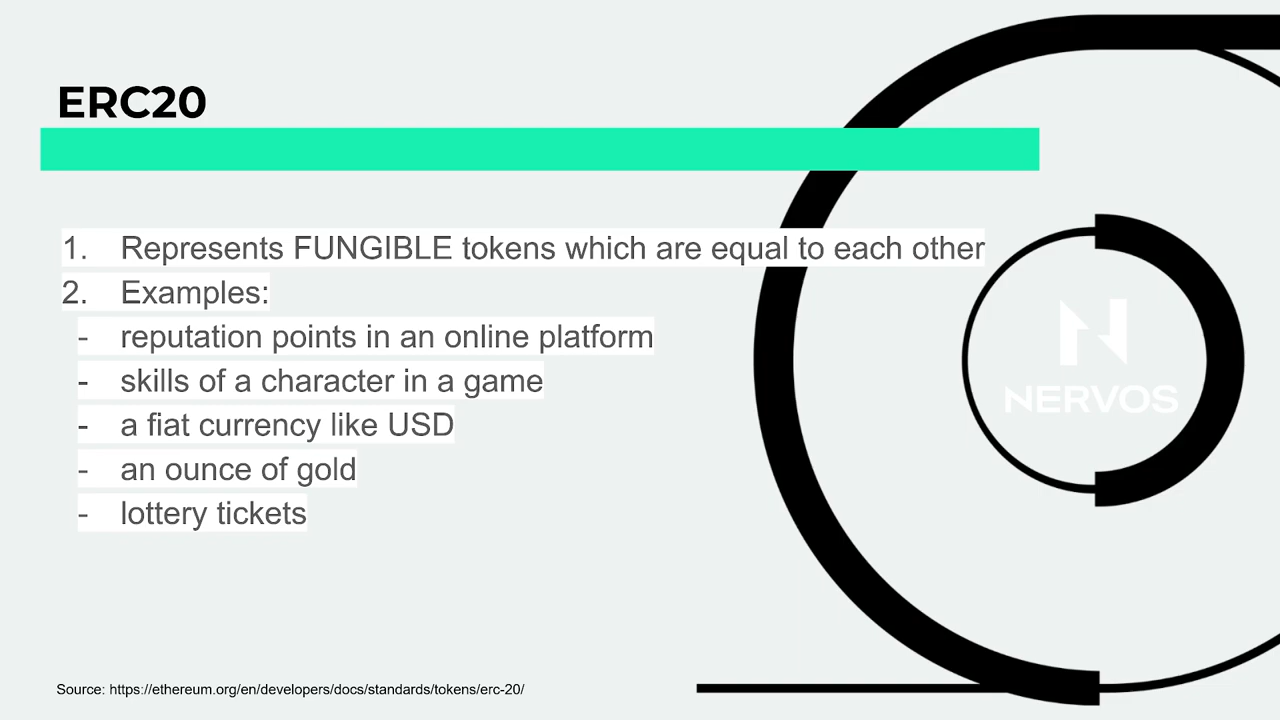 ERC20
1. Represents FUNGIBLE tokens which are equal to each other
2. Examples:
- reputation points in an online platform
- skills of a character in a game
- a fiat currency like USD
- an ounce of gold
- lottery tickets
NERVOS
Source: https://ethereum.org/en/developers/docs/standards/tokens/erc-20/